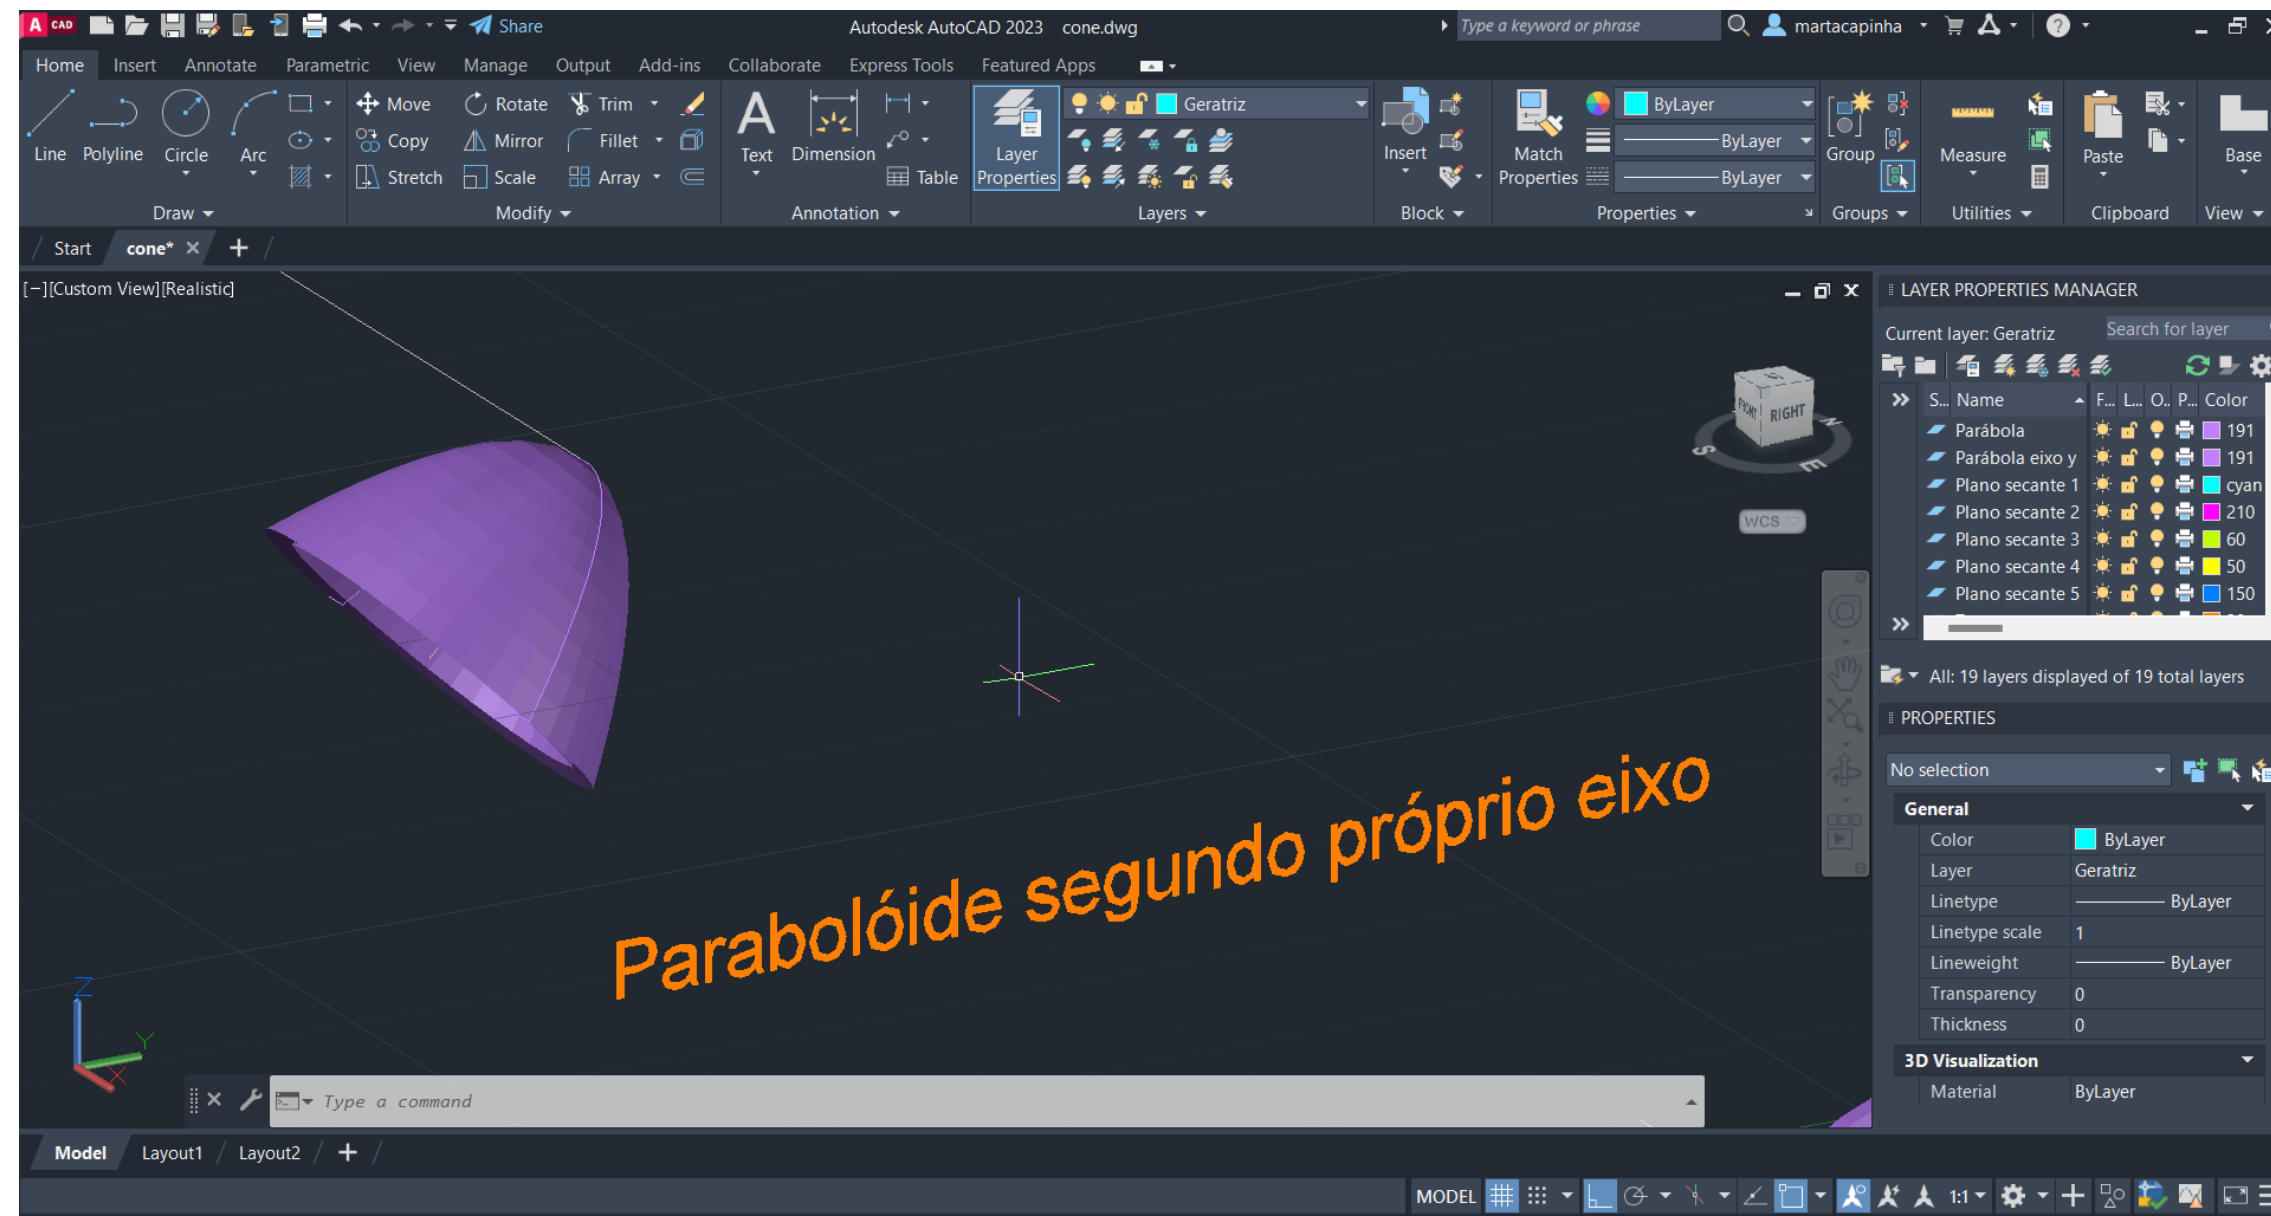 A CAD Share Autodesk AutoCAD 2023 cone.dwg Type a keyword or phrase martacapinha
Home Insert Annotate Parametric View Manage Output Add-ins Collaborate Express Tools Featured Apps
Line Polyline Circle Arc
Move Rotate Trim
Copy Mirror Fillet
Stretch Scale Array
Text Dimension Table
Layer Properties
Geratriz
Insert
Match Properties
ByLayer
ByLayer
ByLayer
Group
Measure
Paste
Base
Draw Modify Annotation Layers Block Properties Groups Utilities Clipboard View
Start cone* +
[−][Custom View][Realistic]
FRONT RIGHT
S E N
WCS
Parabolóide segundo próprio eixo
Z
Y
X
Type a command
LAYER PROPERTIES MANAGER
Current layer: Geratriz Search for layer
S.. Name F... L... O.. P... Color
Parábola 191
Parábola eixo y 191
Plano secante 1 cyan
Plano secante 2 210
Plano secante 3 60
Plano secante 4 50
Plano secante 5 150
All: 19 layers displayed of 19 total layers
PROPERTIES
No selection
General
Color ByLayer
Layer Geratriz
Linetype ByLayer
Linetype scale 1
Lineweight ByLayer
Transparency 0
Thickness 0
3D Visualization
Material ByLayer
Model Layout1 Layout2 +
MODEL 1:1